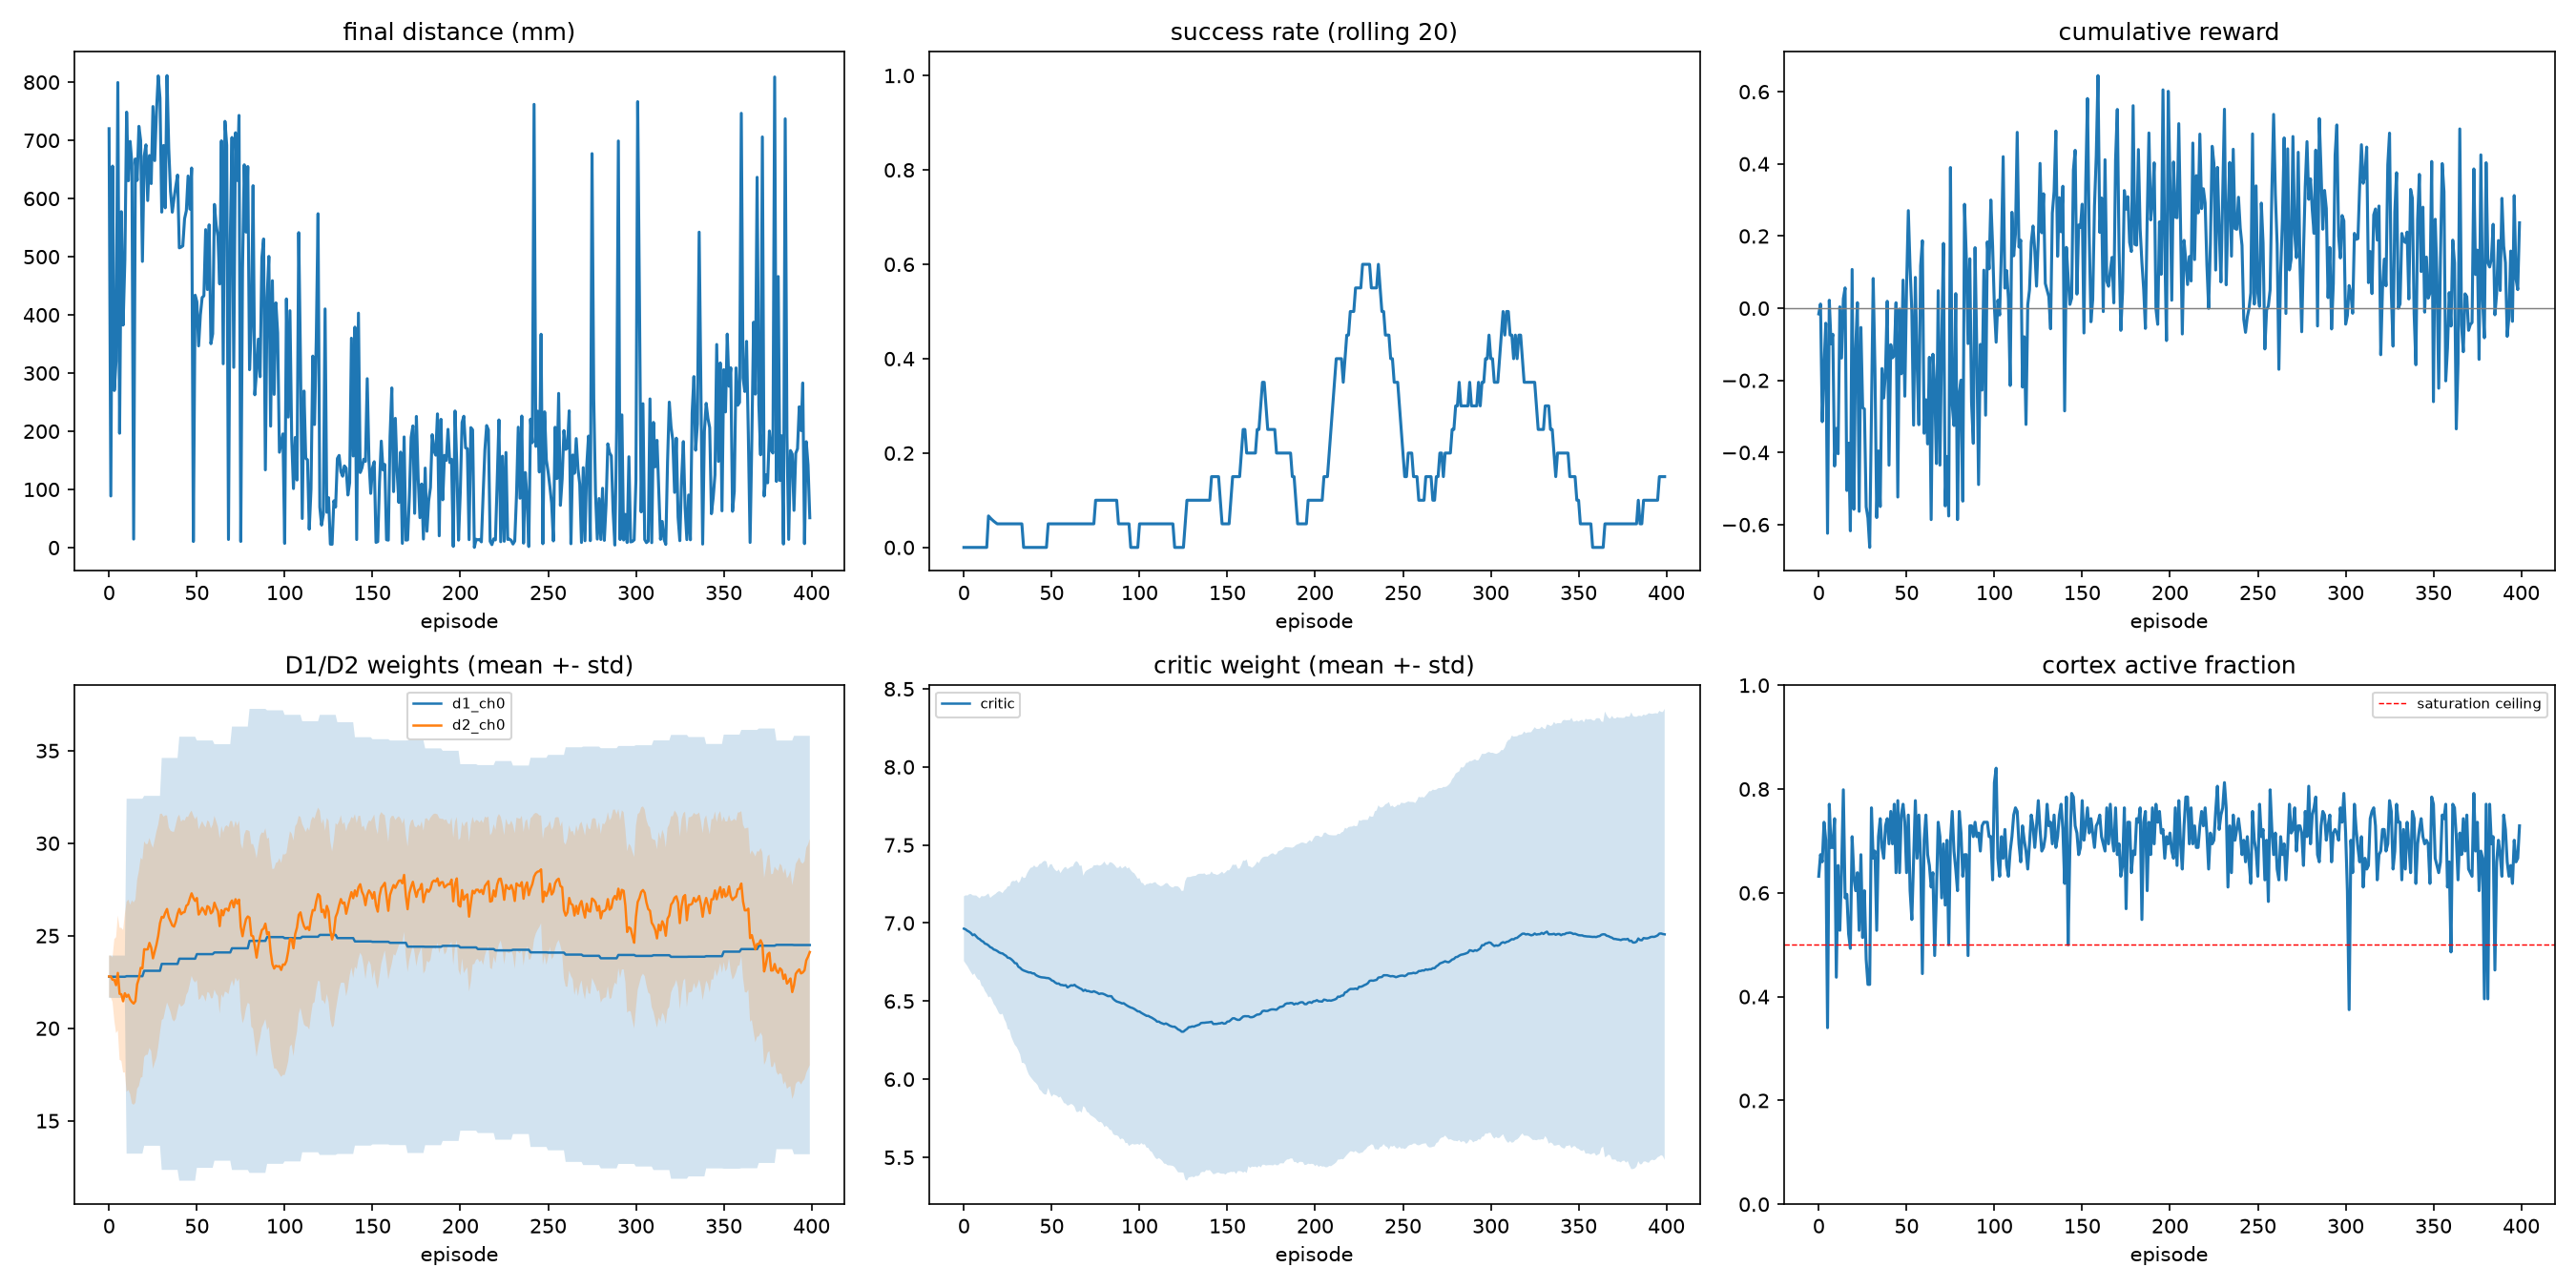 final distance (mm)
800
700
600
500
400
300
200
100
0
0 50 100 150 200 250 300 350 400
episode
success rate (rolling 20)
1.0
0.8
0.6
0.4
0.2
0.0
0 50 100 150 200 250 300 350 400
episode
cumulative reward
0.6
0.4
0.2
0.0
−0.2
−0.4
−0.6
0 50 100 150 200 250 300 350 400
episode
D1/D2 weights (mean +- std)
d1_ch0
d2_ch0
35
30
25
20
15
0 50 100 150 200 250 300 350 400
episode
critic weight (mean +- std)
critic
8.5
8.0
7.5
7.0
6.5
6.0
5.5
0 50 100 150 200 250 300 350 400
episode
cortex active fraction
saturation ceiling
1.0
0.8
0.6
0.4
0.2
0.0
0 50 100 150 200 250 300 350 400
episode